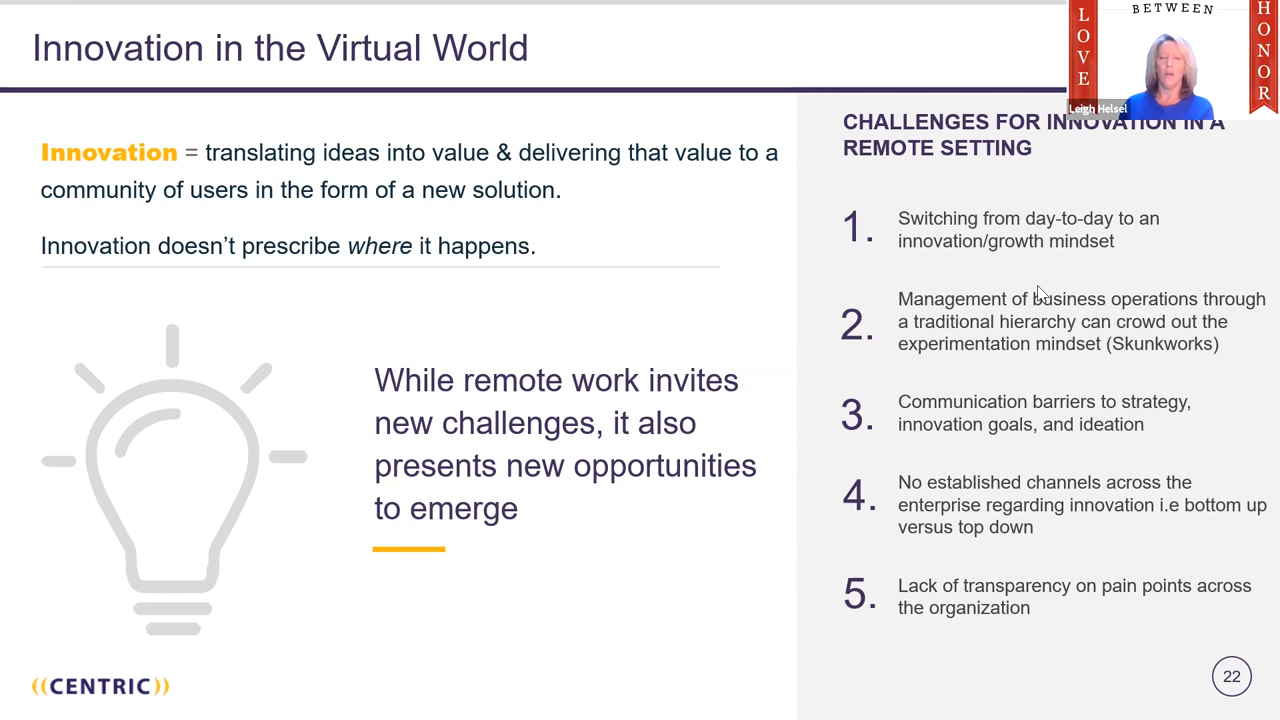 Innovation in the Virtual World
LOVE
BETWEEN
HONOR
Leigh Helsel
Innovation = translating ideas into value & delivering that value to a
community of users in the form of a new solution.
Innovation doesn’t prescribe where it happens.
While remote work invites
new challenges, it also
presents new opportunities
to emerge
((CENTRIC))
CHALLENGES FOR INNOVATION IN A
REMOTE SETTING
1. Switching from day-to-day to an
innovation/growth mindset
2. Management of business operations through
a traditional hierarchy can crowd out the
experimentation mindset (Skunkworks)
3. Communication barriers to strategy,
innovation goals, and ideation
4. No established channels across the
enterprise regarding innovation i.e bottom up
versus top down
5. Lack of transparency on pain points across
the organization
22